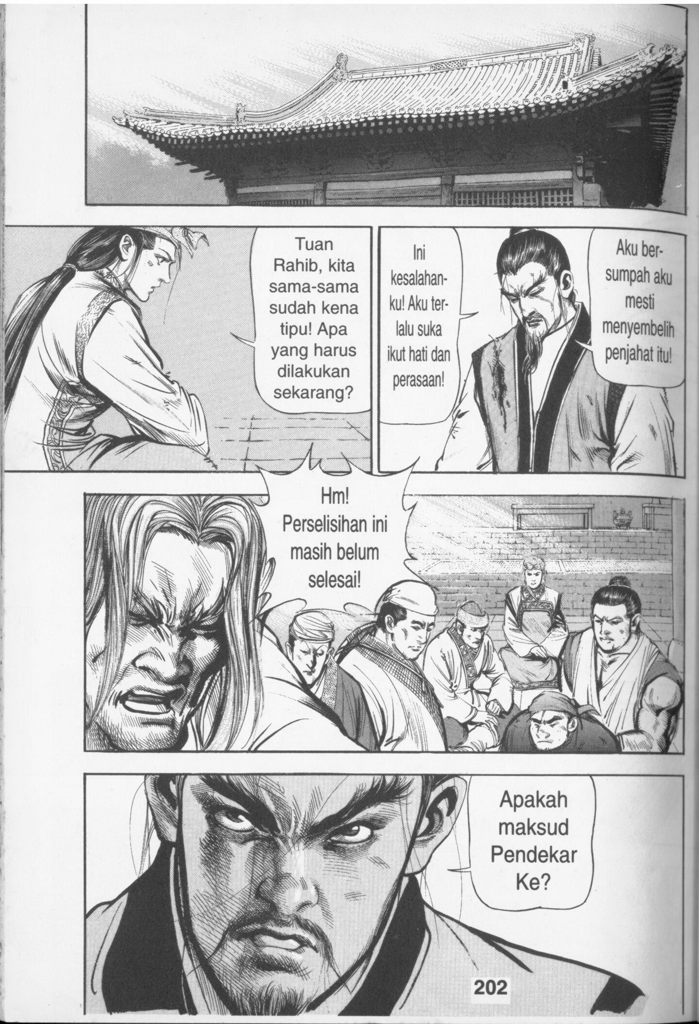 Tuan
Rahib, kita
sama-sama
sudah kena
tipu! Apa
yang harus
dilakukan
sekarang?
Ini
kesalahan-
ku! Aku ter-
lalu suka
ikut hati dan
perasaan!
Aku ber-
sumpah aku
mesti
menyembelih
penjahat itu!
Hm!
Perselisihan ini
masih belum
selesai!
Apakah
maksud
Pendekar
Ke?
202